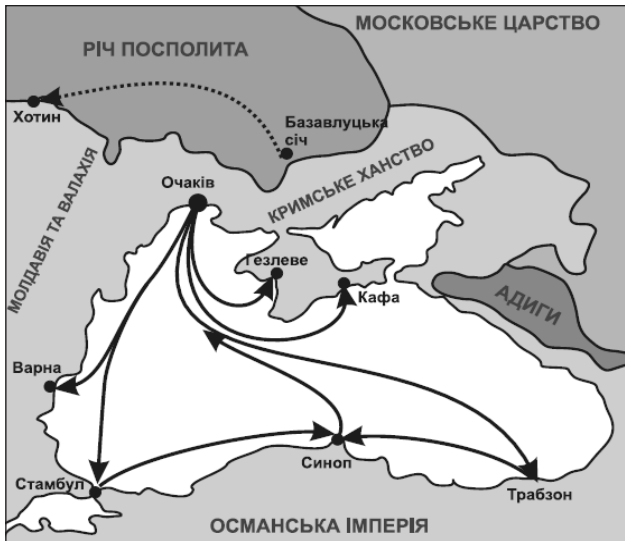 МОСКОВСЬКЕ ЦАРСТВО
РІЧ ПОСПОЛИТА
Хотин
Базавлуцька
січ
Очаків
КРИМСЬКЕ ХАНСТВО
МОЛДАВІЯ ТА ВАЛАХІЯ
Гезлеве
Кафа
АДИГИ
Варна
Стамбул
Синоп
Трабзон
ОСМАНСЬКА ІМПЕРІЯ